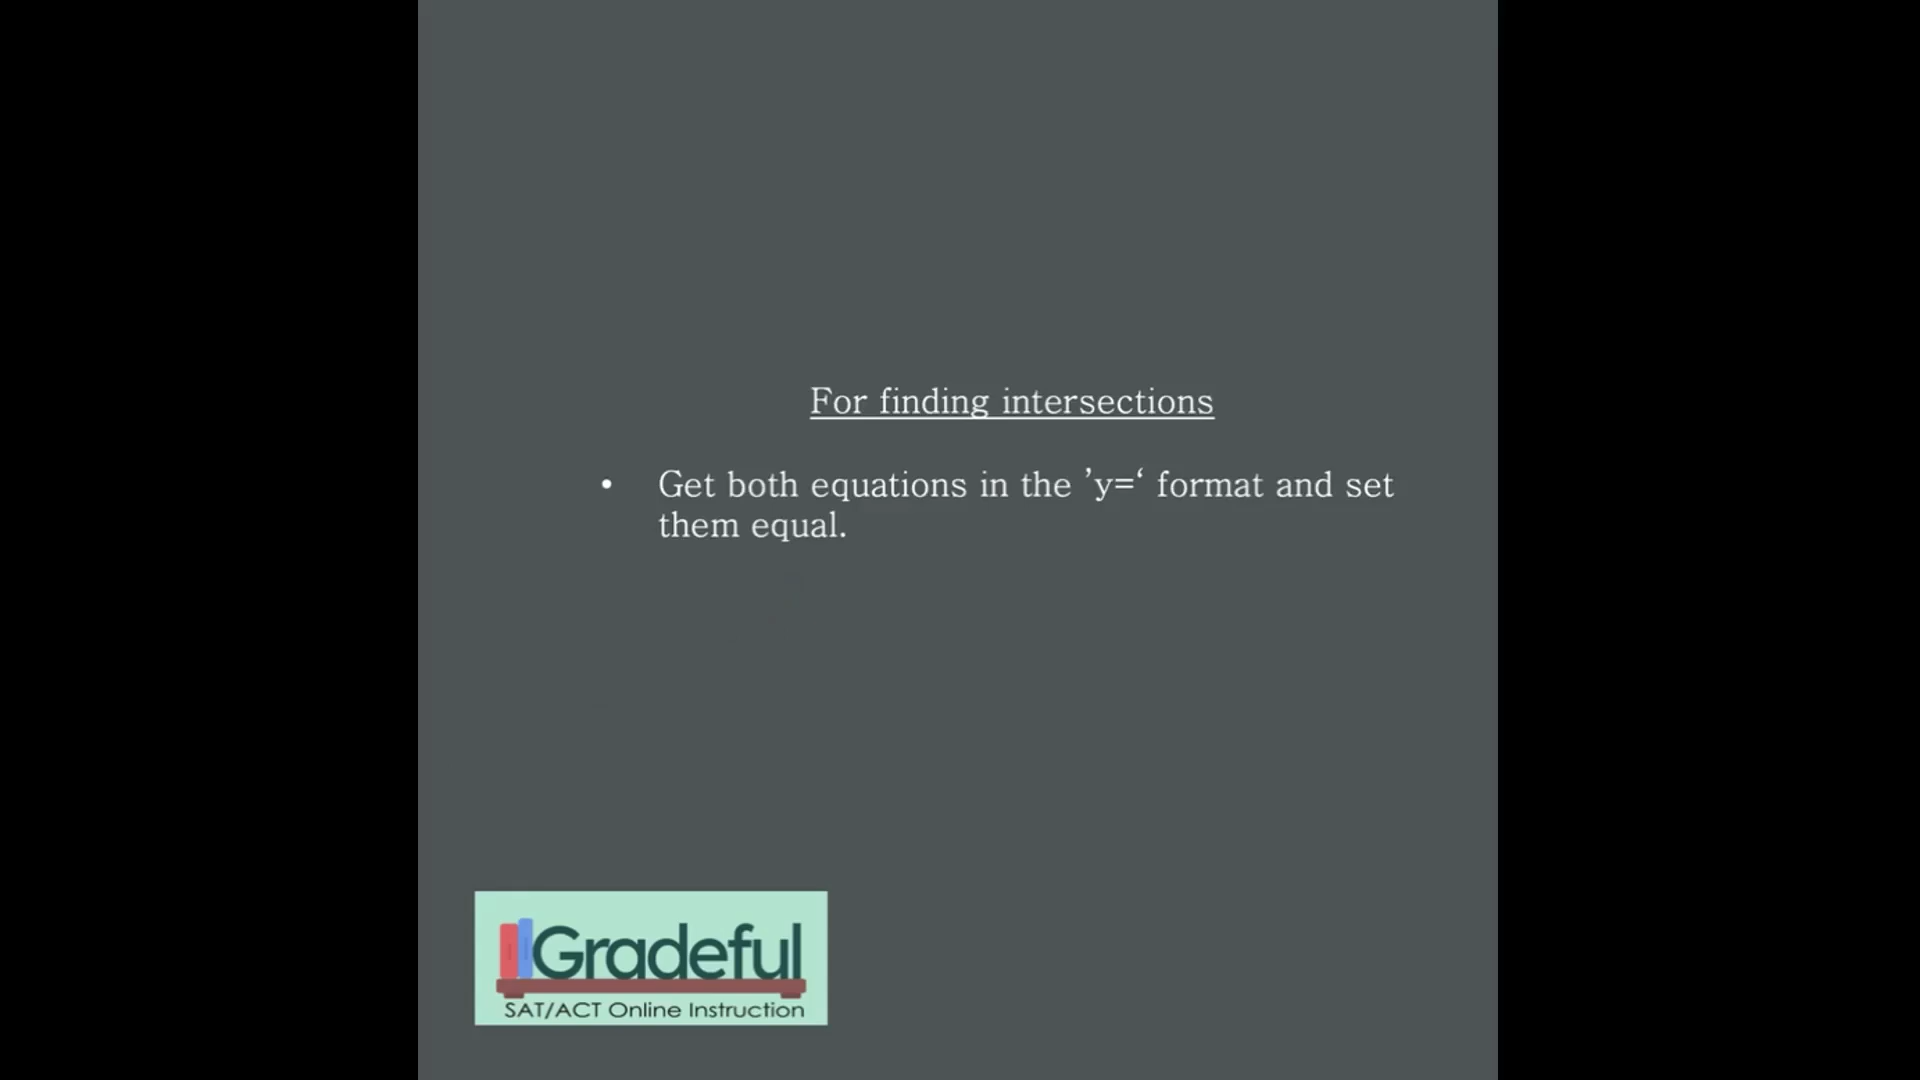 For finding intersections
• Get both equations in the ’y=‘ format and set
them equal.
Gradeful
SAT/ACT Online Instruction